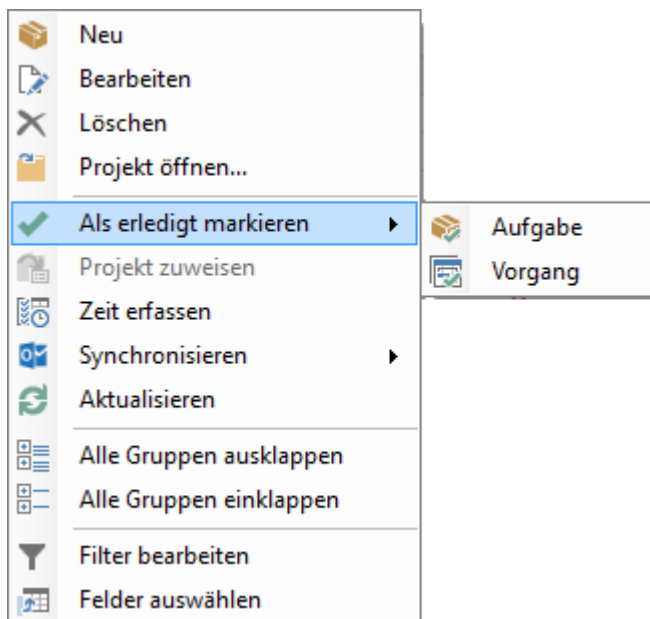 Neu
Bearbeiten
Löschen
Projekt öffnen...
Als erledigt markieren
Aufgabe
Projekt zuweisen
Vorgang
Zeit erfassen
Synchronisieren
Aktualisieren
Alle Gruppen ausklappen
Alle Gruppen einklappen
Filter bearbeiten
Felder auswählen